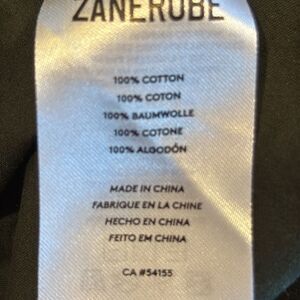 ZANEROBE
100% COTTON
100% COTON
100% BAUMWOLLE
100% COTONE
100% ALGODÓN
MADE IN CHINA
FABRIQUE EN LA CHINE
HECHO EN CHINA
FEITO EM CHINA
CA #54155